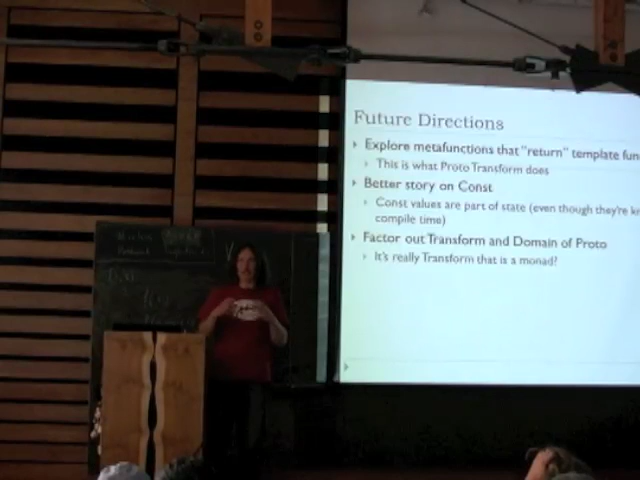 Future Directions
Explore metafunctions that "return" template fun
This is what Proto Transform does
Better story on Const
Const values are part of state (even though they're kn
compile time)
Factor out Transform and Domain of Proto
It's really Transform that is a monad?